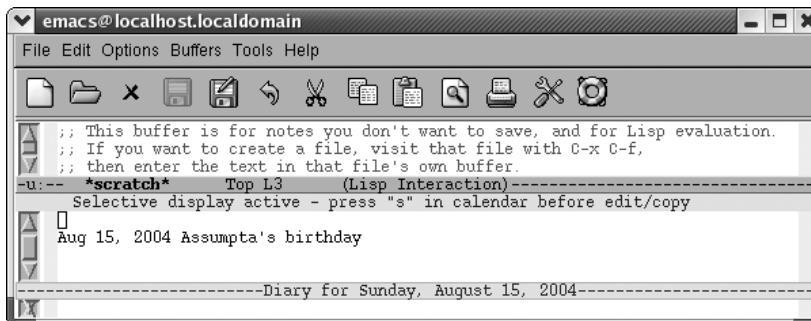 emacs@localhost.localdomain
File Edit Options Buffers Tools Help
;; This buffer is for notes you don't want to save, and for Lisp evaluation.
;; If you want to create a file, visit that file with C-x C-f,
;; then enter the text in that file's own buffer.
-u:-- *scratch* Top L3 (Lisp Interaction)--------------------------------
Selective display active - press "s" in calendar before edit/copy
Aug 15, 2004 Assumpta's birthday
--------------------------Diary for Sunday, August 15, 2004-------------------------